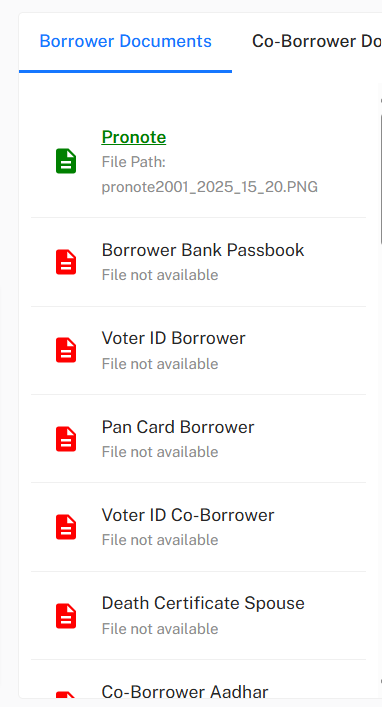 Borrower Documents
Co-Borrower Do
Pronote
File Path:
pronote2001_2025_15_20.PNG
Borrower Bank Passbook
File not available
Voter ID Borrower
File not available
Pan Card Borrower
File not available
Voter ID Co-Borrower
File not available
Death Certificate Spouse
File not available
Co-Borrower Aadhar